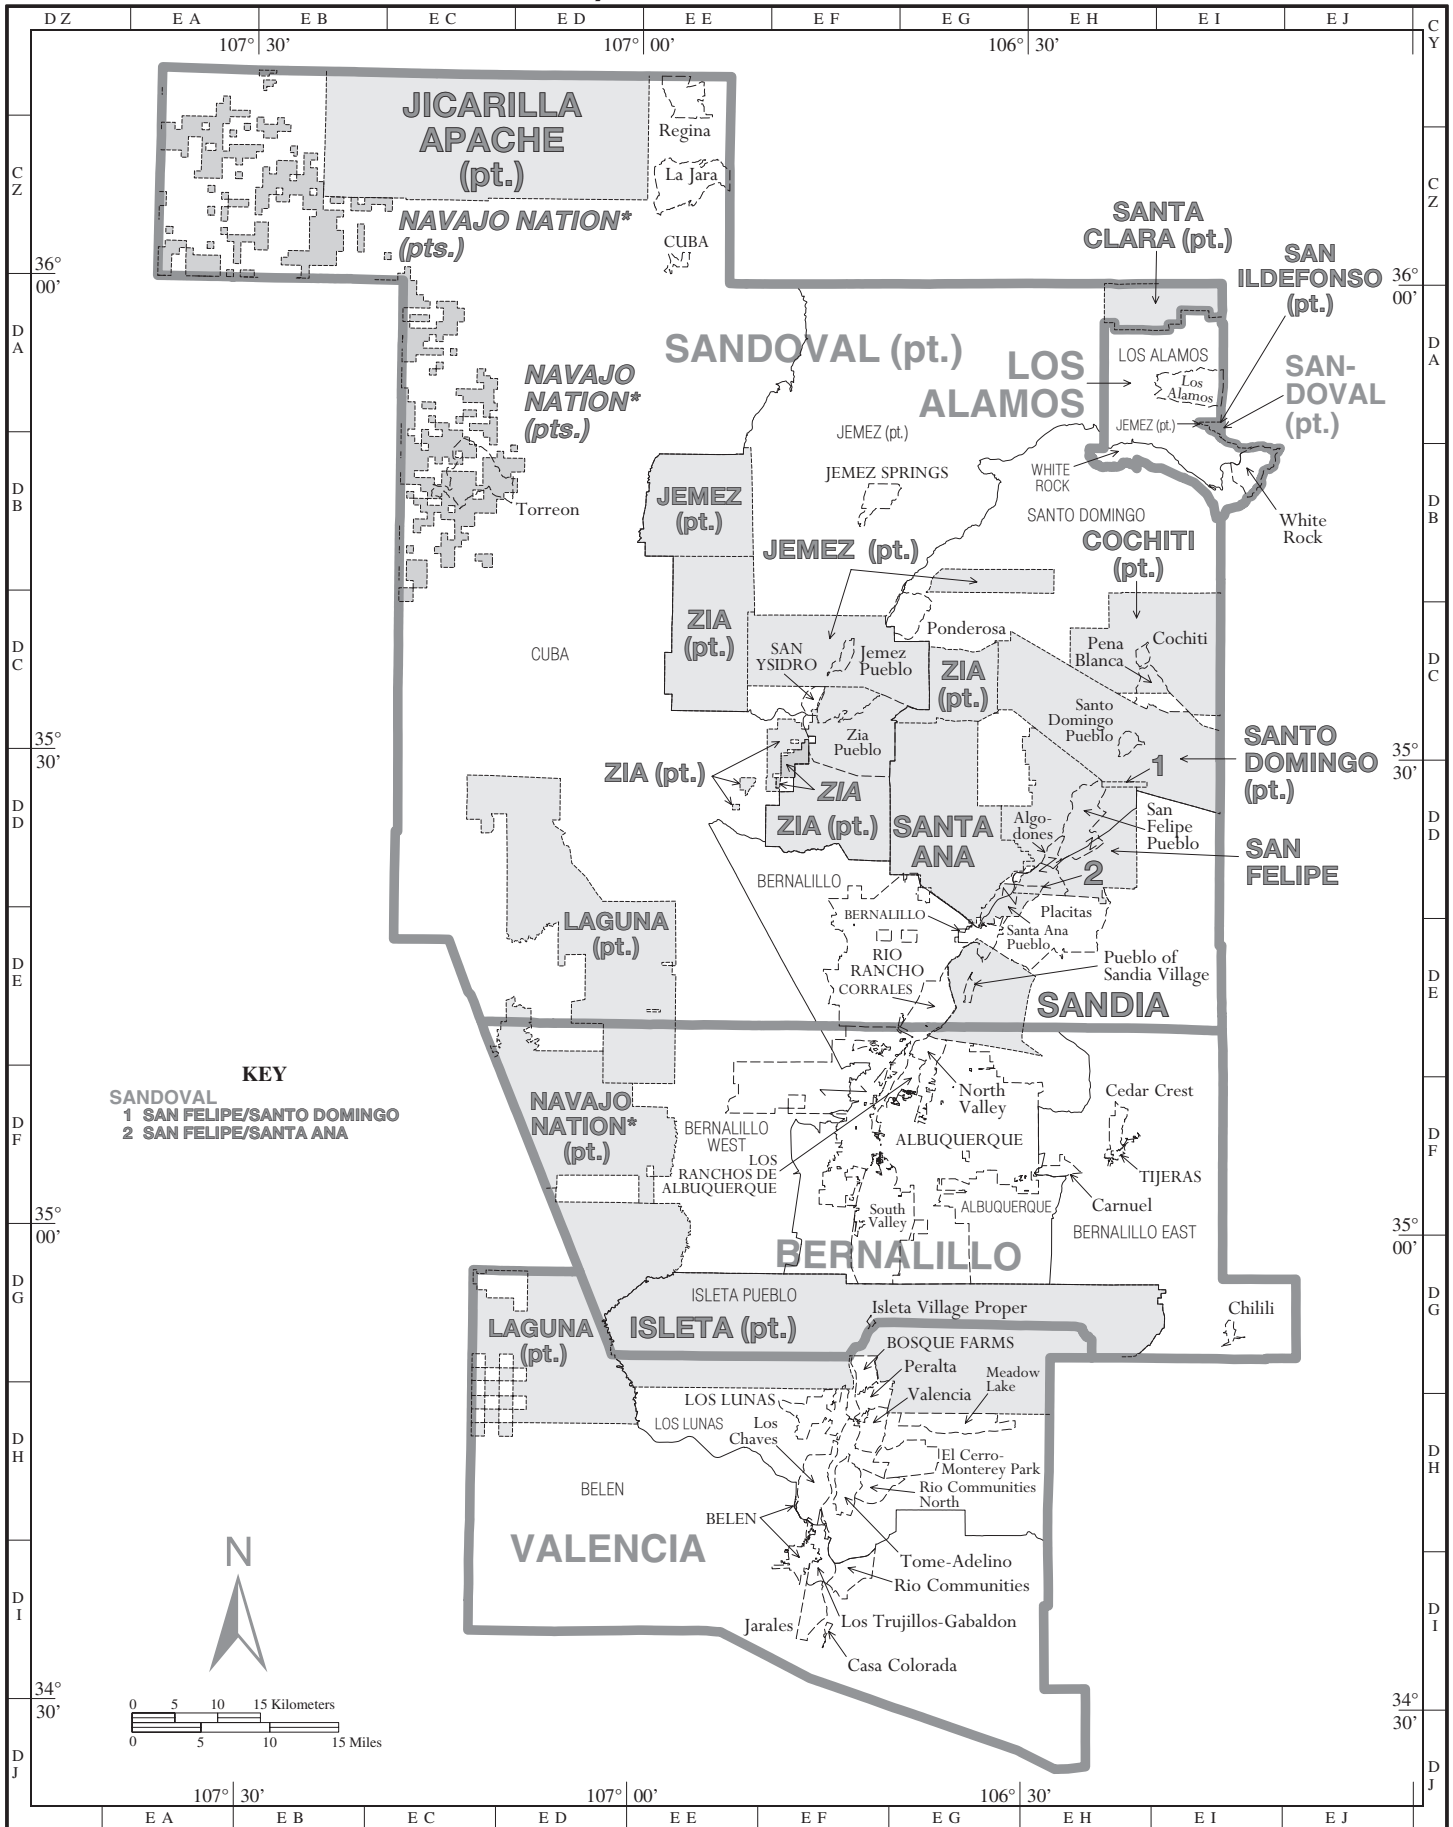 DZ
EA
EB
EC
ED
EE
EF
EG
EH
EI
EJ
C
Y
107° 30'
107° 00'
106° 30'
C
Z
C
Z
JICARILLA
APACHE
(pt.)
Regina
La Jara
NAVAJO NATION*
(pts.)
CUBA
SANTA
CLARA (pt.)
SAN
ILDEFONSO
(pt.)
36°
00'
36°
00'
D
A
D
A
SANDOVAL (pt.)
LOS
ALAMOS
LOS ALAMOS
Los
Alamos
SAN-
DOVAL
(pt.)
NAVAJO
NATION*
(pts.)
JEMEZ (pt.)
JEMEZ (pt.)
JEMEZ SPRINGS
WHITE
ROCK
D
B
D
B
JEMEZ
(pt.)
Torreon
SANTO DOMINGO
White
Rock
JEMEZ (pt.)
COCHITI
(pt.)
ZIA
(pt.)
Ponderosa
D
C
D
C
CUBA
SAN
YSIDRO
Jemez
Pueblo
ZIA
(pt.)
Pena
Blanca
Cochiti
Santo
Domingo
Pueblo
Zia
Pueblo
SANTO
DOMINGO
(pt.)
35°
30'
35°
30'
ZIA (pt.)
ZIA
1
D
D
D
D
ZIA (pt.)
SANTA
ANA
Algo-
dones
San
Felipe
Pueblo
SAN
FELIPE
2
BERNALILLO
BERNALILLO
Placitas
Santa Ana
Pueblo
LAGUNA
(pt.)
RIO
RANCHO
CORRALES
Pueblo of
Sandia Village
D
E
D
E
SANDIA
KEY
SANDOVAL
1 SAN FELIPE/SANTO DOMINGO
2 SAN FELIPE/SANTA ANA
NAVAJO
NATION*
(pt.)
North
Valley
Cedar Crest
D
F
D
F
BERNALILLO
WEST
ALBUQUERQUE
LOS
RANCHOS DE
ALBUQUERQUE
TIJERAS
Carnuel
South
Valley
ALBUQUERQUE
BERNALILLO EAST
35°
00'
35°
00'
BERNALILLO
D
G
D
G
ISLETA PUEBLO
Isleta Village Proper
Chilili
LAGUNA
(pt.)
ISLETA (pt.)
BOSQUE FARMS
Peralta
Meadow
Lake
Valencia
LOS LUNAS
LOS LUNAS
Los
Chaves
D
H
D
H
El Cerro-
Monterey Park
Rio Communities
North
BELEN
BELEN
VALENCIA
Tome-Adelino
Rio Communities
N
D
I
D
I
Jarales
Los Trujillos-Gabaldon
Casa Colorada
34°
30'
34°
30'
0 5 10 15 Kilometers
0 5 10 15 Miles
D
J
D
J
107° 30'
107° 00'
106° 30'
EA
EB
EC
ED
EE
EF
EG
EH
EI
EJ